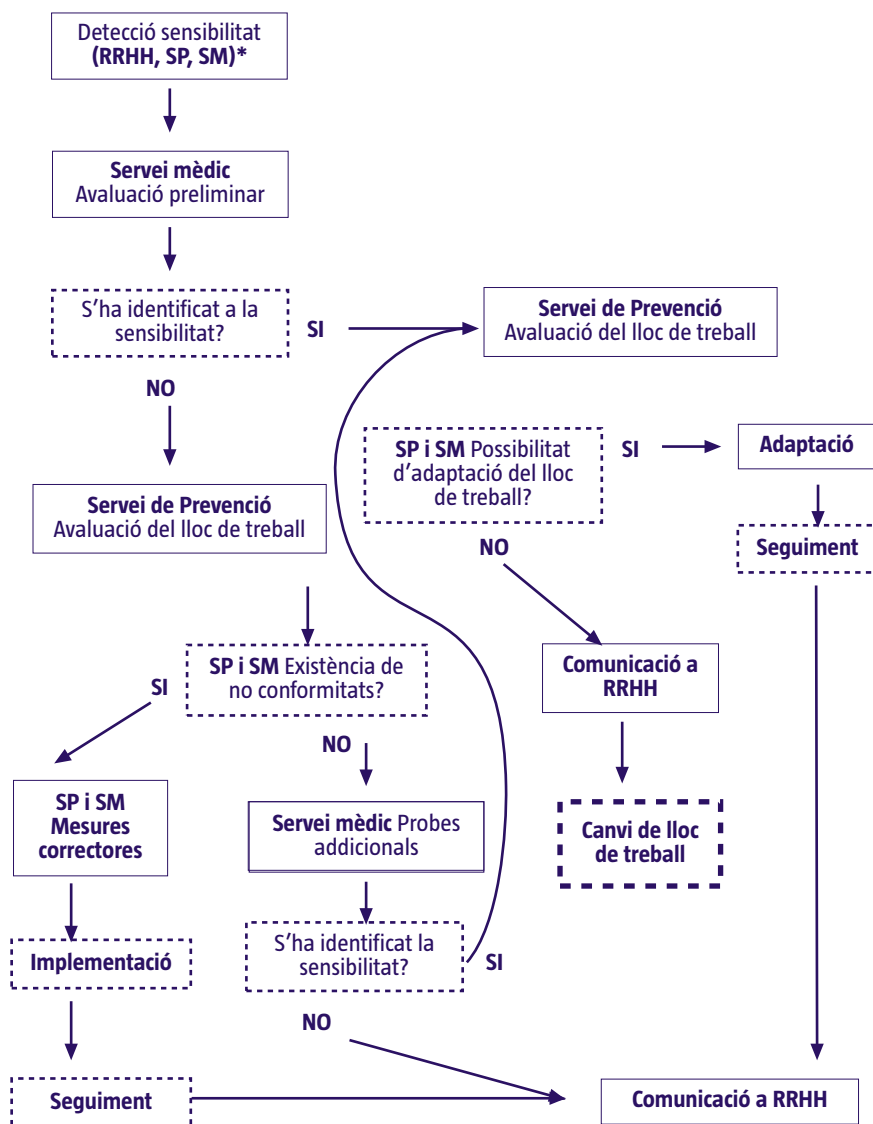 Detecció sensibilitat
(RRHH, SP, SM)*
Servei mèdic
Avaluació preliminar
S’ha identificat a la
sensibilitat?
SI
Servei de Prevenció
Avaluació del lloc de treball
NO
SP i SM Possibilitat
d’adaptació del lloc
de treball?
SI
Adaptació
Servei de Prevenció
Avaluació del lloc de treball
NO
Seguiment
SP i SM Existència de
no conformitats?
SI
Comunicació a
RRHH
NO
SP i SM
Mesures
correctores
Servei mèdic Probes
addicionals
Canvi de lloc
de treball
Implementació
S’ha identificat la
sensibilitat?
SI
NO
Seguiment
Comunicació a RRHH